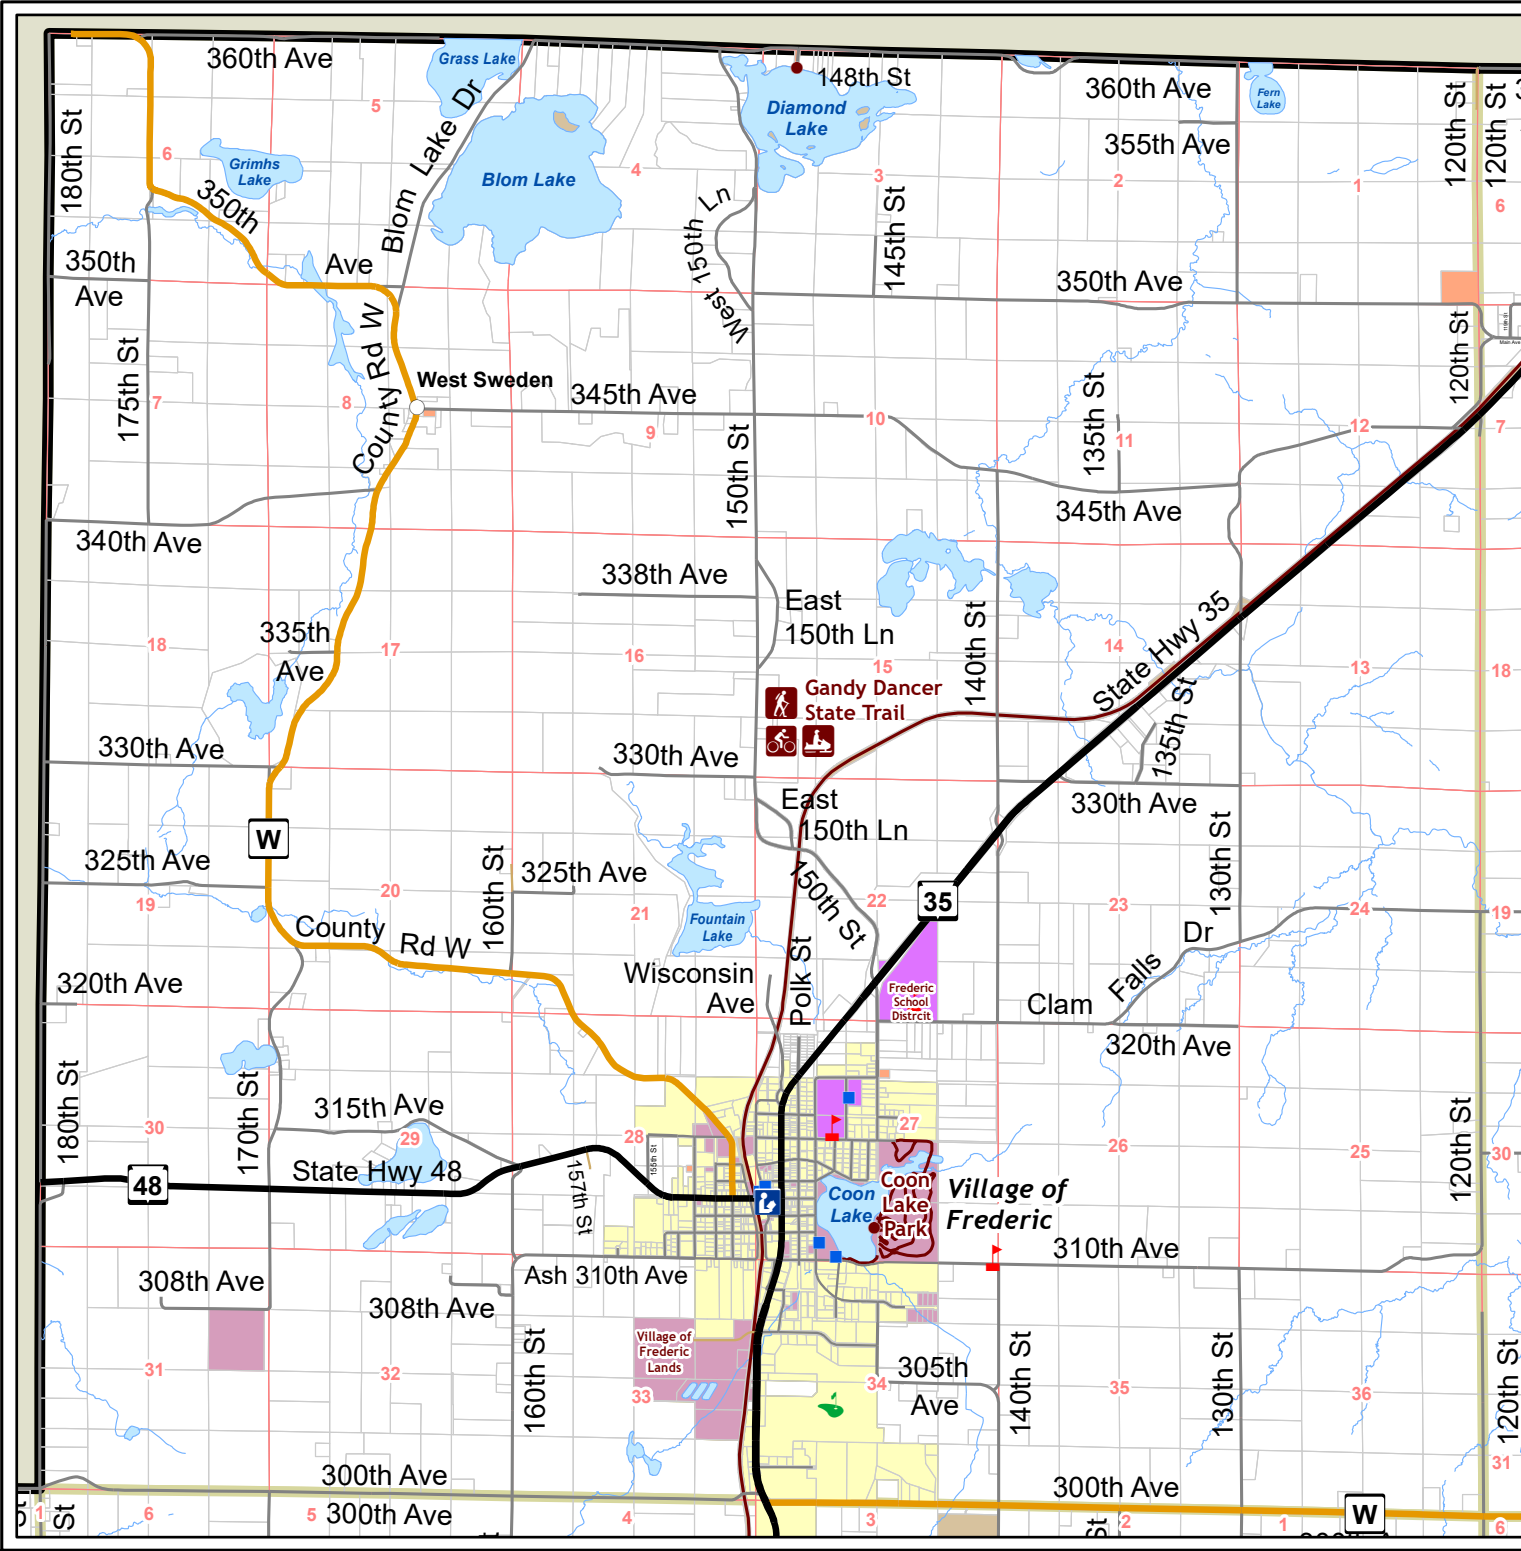 360th Ave
Grass Lake
148th St
360th Ave
Fern
Lake
120th St
120th St
180th St
5
Blom Lake Dr
Diamond
Lake
355th Ave
6
Grimhs
Lake
Blom Lake
4
3
2
1
6
350th
Ave
West 150th Ln
145th St
350th
Ave
350th Ave
175th St
County Rd W
120th St
Main Ave
West Sweden
345th Ave
135th St
7
8
9
10
11
12
7
150th St
340th Ave
345th Ave
338th Ave
East
150th Ln
140th St
State Hwy 35
335th
Ave
18
17
16
15
14
13
18
Gandy Dancer
State Trail
135th St
330th Ave
330th Ave
East
150th Ln
330th Ave
W
130th St
325th Ave
160th St
325th Ave
150th St
35
19
20
21
22
23
24
19
Fountain
Lake
County Rd W
Clam Falls Dr
Wisconsin
Ave
Polk St
320th Ave
Frederic
School
Distrcit
320th Ave
180th St
170th St
315th Ave
120th St
30
29
28
27
26
25
30
155th St
157th St
State Hwy 48
48
Coon
Lake
Coon
Lake
Park
Village of
Frederic
310th Ave
Ash 310th Ave
308th Ave
308th Ave
160th St
Village of
Frederic
Lands
305th
Ave
140th St
130th St
120th St
31
32
33
34
35
36
31
300th Ave
300th Ave
300th Ave
W
1
St
6
5
4
3
St
2
1
6